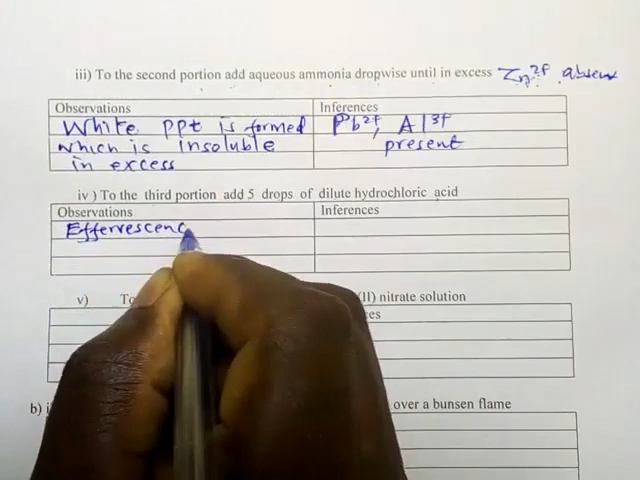 iii) To the second portion add aqueous ammonia dropwise until in excess Zn²⁺ absent
Observations Inferences
White ppt is formed Pb²⁺, Al³⁺
which is insoluble present
in excess
iv ) To the third portion add 5 drops of dilute hydrochloric acid
Observations Inferences
Effervescenc
v) To (II) nitrate solution
ces
b) i over a bunsen flame